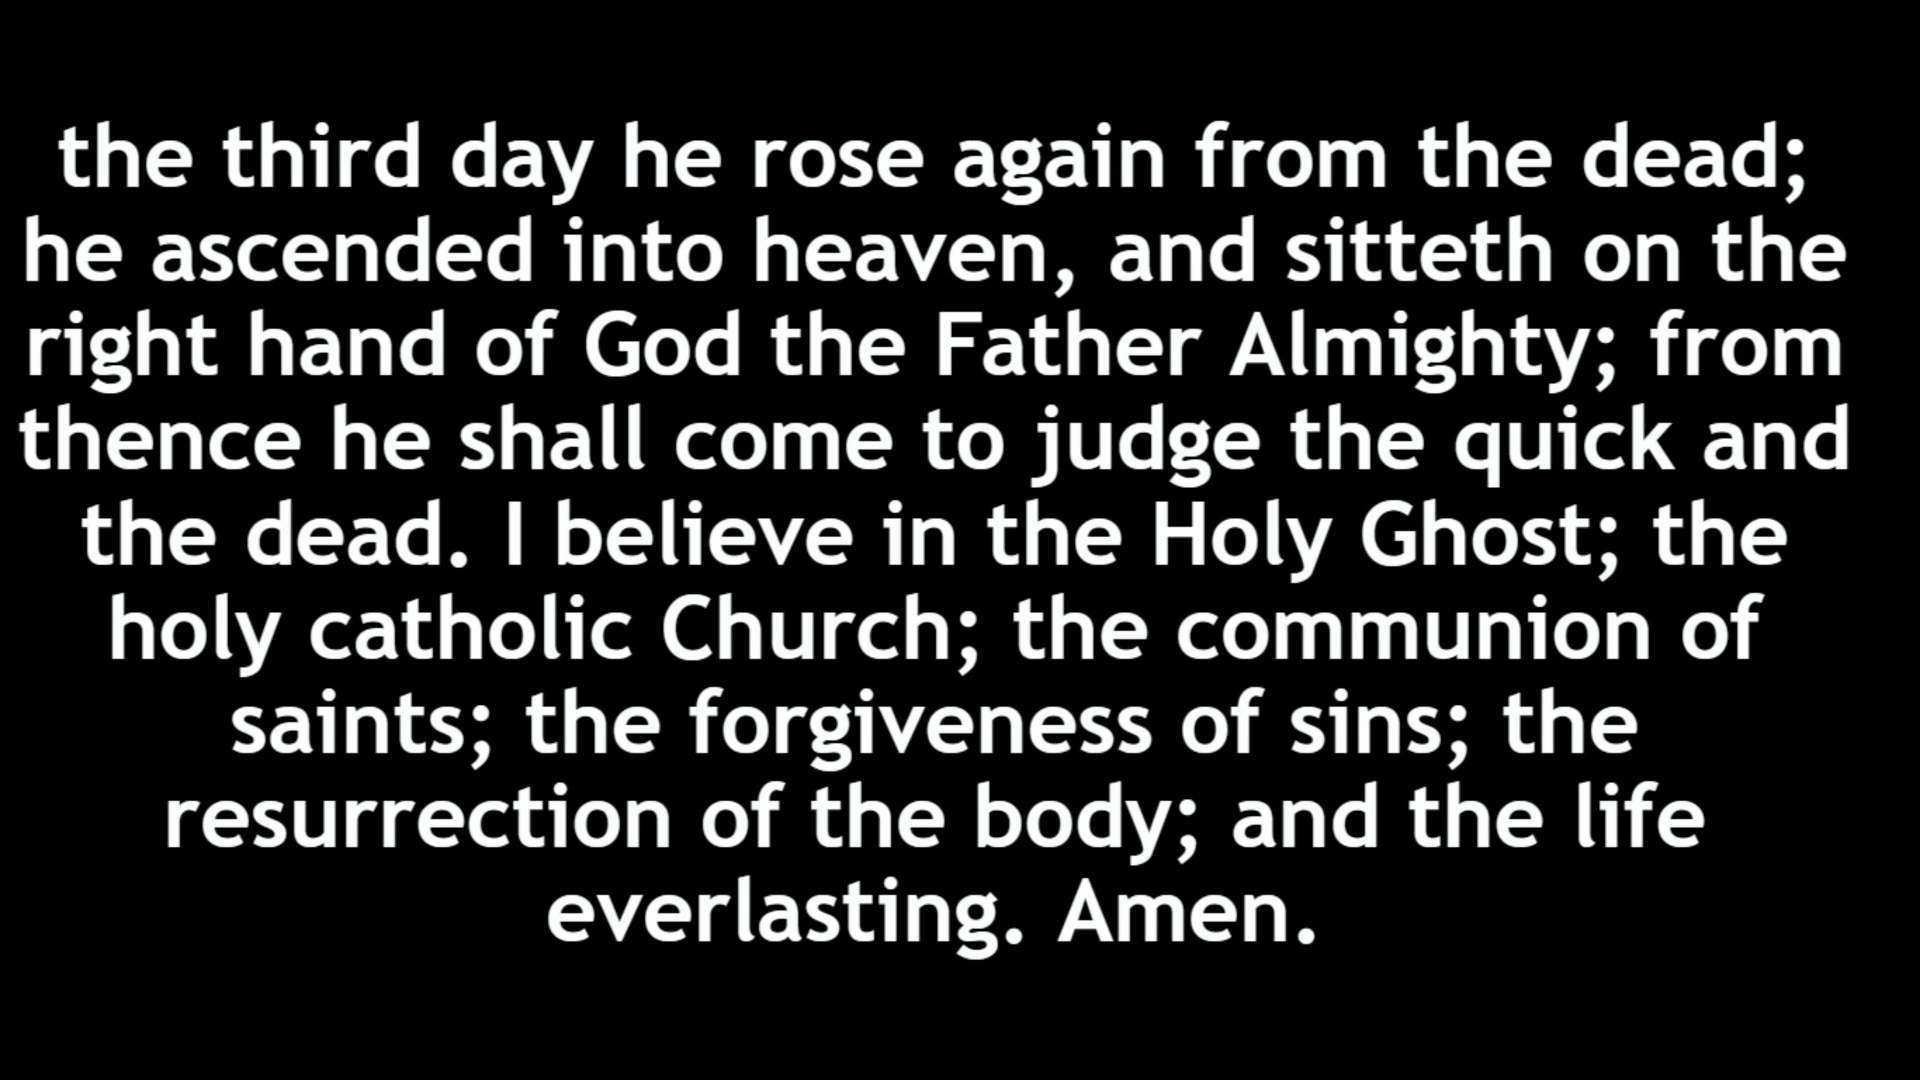 the third day he rose again from the dead;
he ascended into heaven, and sitteth on the
right hand of God the Father Almighty; from
thence he shall come to judge the quick and
the dead. I believe in the Holy Ghost; the
holy catholic Church; the communion of
saints; the forgiveness of sins; the
resurrection of the body; and the life
everlasting. Amen.